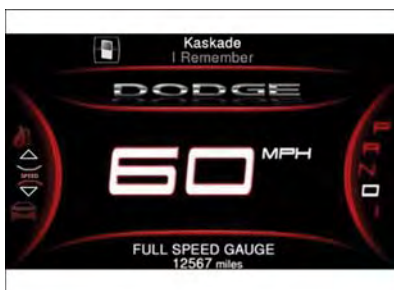 Kaskade
I Remember
DODGE
60 MPH
SPEED
P
R
N
D
I
FULL SPEED GAUGE
12567 miles